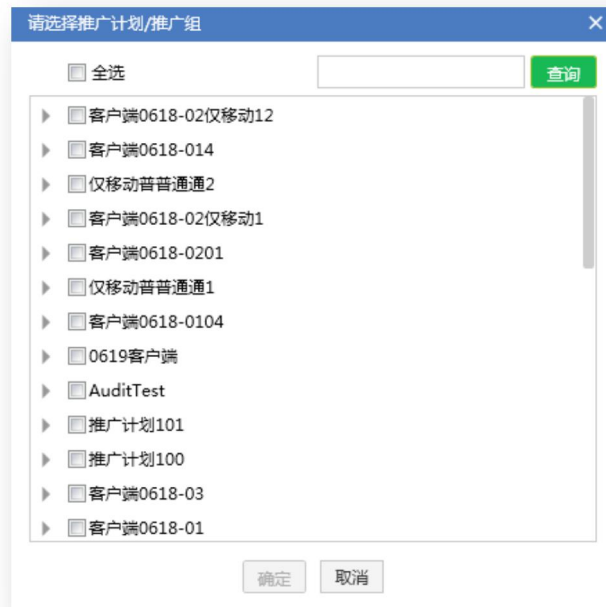 请选择推广计划/推广组
全选 查询
客户端0618-02仅移动12
客户端0618-014
仅移动普普通通2
客户端0618-02仅移动1
客户端0618-0201
仅移动普普通通1
客户端0618-0104
0619客户端
AuditTest
推广计划101
推广计划100
客户端0618-03
客户端0618-01
确定 取消